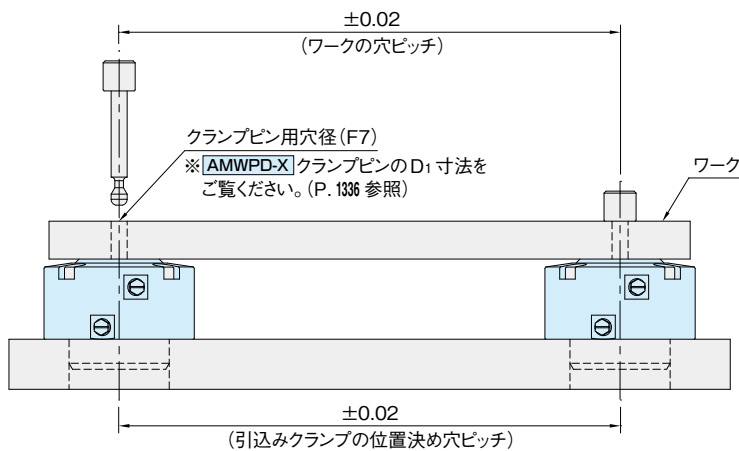 ±0.02
(ワークの穴ピッチ)
クランプピン用穴径(F7)
※ AMWPD-X クランプピンのD1 寸法を
ご覧ください。(P. 1336 参照)
ワーク
±0.02
(引込みクランプの位置決め穴ピッチ)